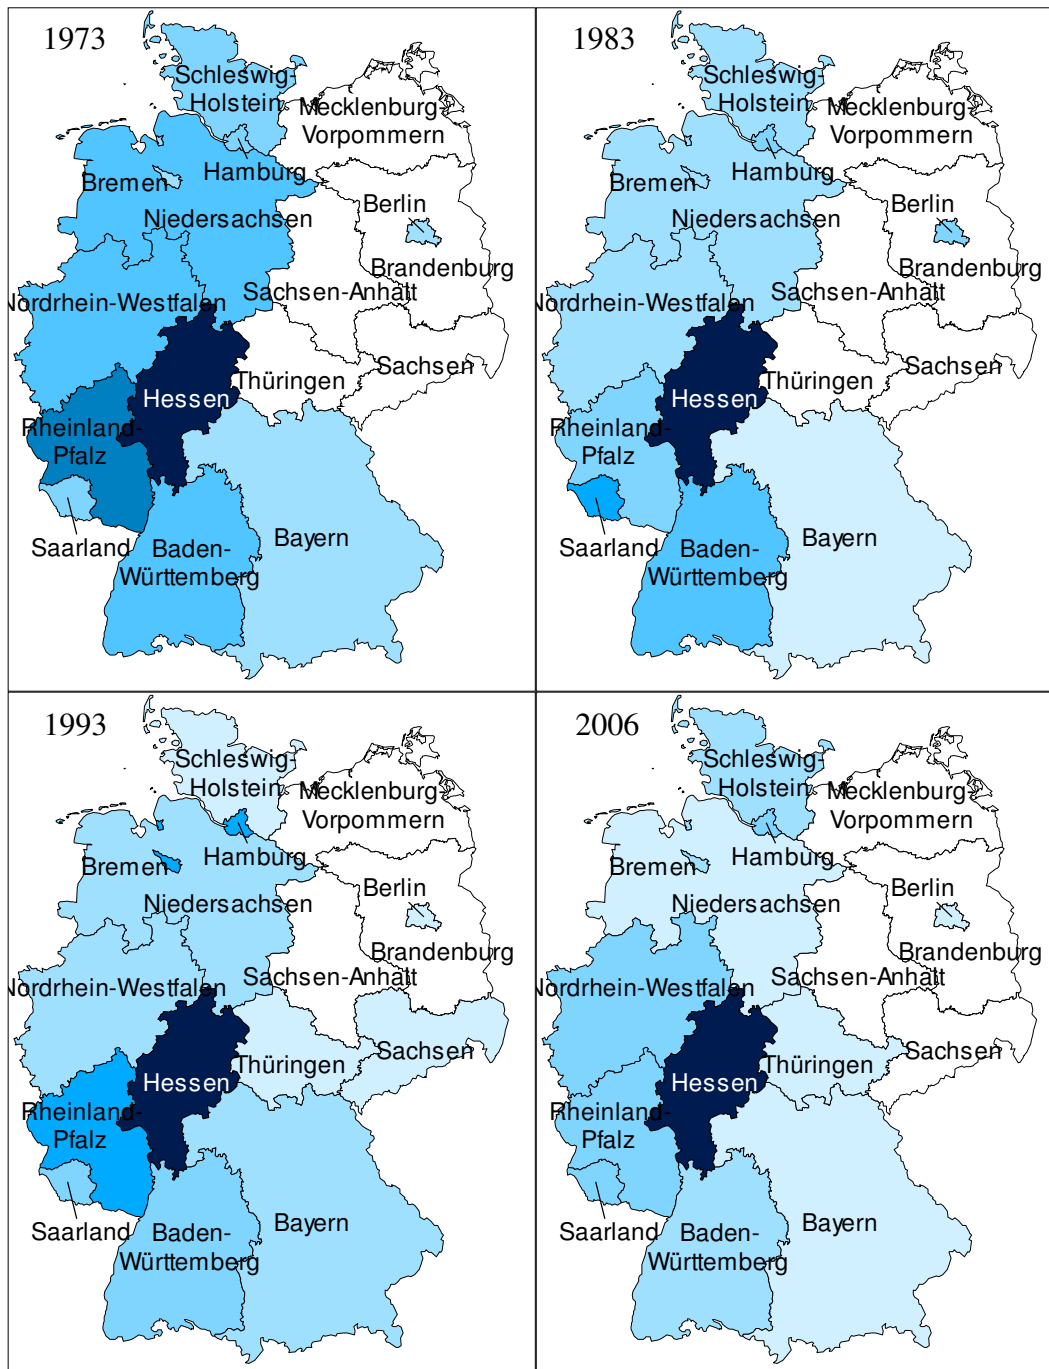 1973
Schleswig-
Holstein
Mecklenburg-
Vorpommern
Hamburg
Bremen
Niedersachsen
Berlin
Brandenburg
Sachsen-Anhalt
Nordrhein-Westfalen
Thüringen
Sachsen
Hessen
Rheinland-
Pfalz
Saarland
Baden-
Württemberg
Bayern
1983
Schleswig-
Holstein
Mecklenburg-
Vorpommern
Hamburg
Bremen
Niedersachsen
Berlin
Brandenburg
Sachsen-Anhalt
Nordrhein-Westfalen
Thüringen
Sachsen
Hessen
Rheinland-
Pfalz
Saarland
Baden-
Württemberg
Bayern
1993
Schleswig-
Holstein
Mecklenburg-
Vorpommern
Hamburg
Bremen
Niedersachsen
Berlin
Brandenburg
Sachsen-Anhalt
Nordrhein-Westfalen
Thüringen
Sachsen
Hessen
Rheinland-
Pfalz
Saarland
Baden-
Württemberg
Bayern
2006
Schleswig-
Holstein
Mecklenburg-
Vorpommern
Hamburg
Bremen
Niedersachsen
Berlin
Brandenburg
Sachsen-Anhalt
Nordrhein-Westfalen
Thüringen
Sachsen
Hessen
Rheinland-
Pfalz
Saarland
Baden-
Württemberg
Bayern